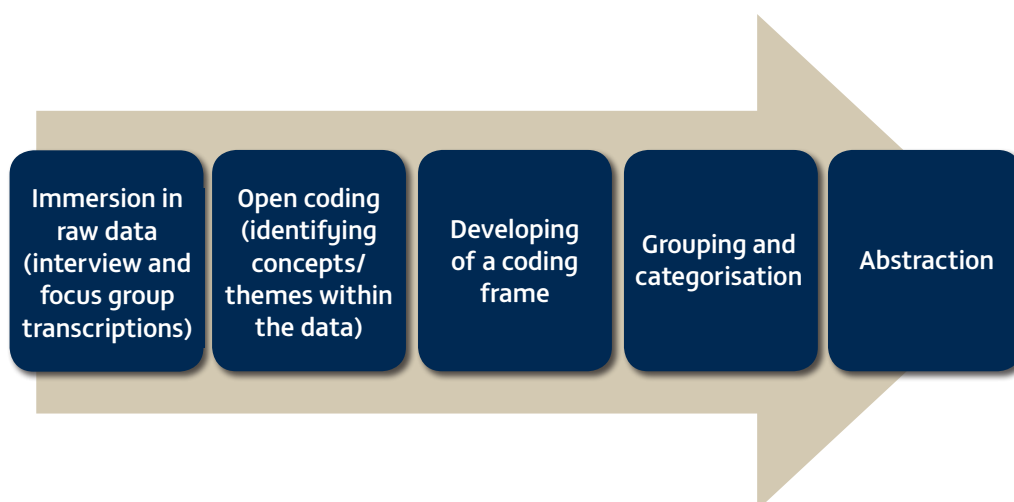 Immersion in
raw data
(interview and
focus group
transcriptions)
Open coding
(identifying
concepts/
themes within
the data)
Developing
of a coding
frame
Grouping and
categorisation
Abstraction